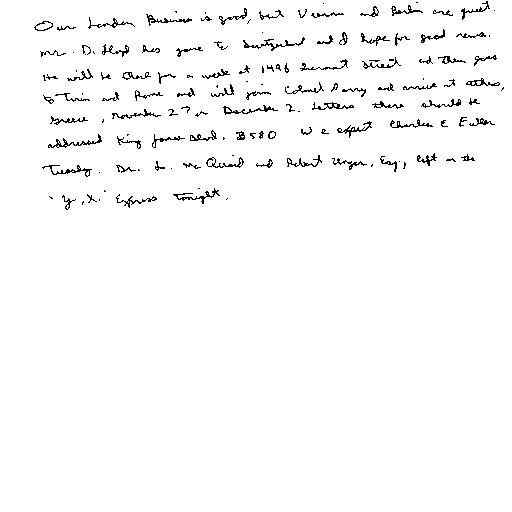 Our London Business is good, but Vienna and Berlin are quiet.
Mr. D. Lloyd has gone to Switzerland and I hope for good news.
He will be there for a week at 1496 Zermatt Street and then goes
to Turin and Rome and will join Colonel Parry and arrive at Athens,
Greece, November 27 or December 2. Letters there should be
addressed King James Blvd. 3580 We expect Charles E Fuller
Tuesday. Dr. L. McQuaid and Robert Unger, Esq., left on the
"Y.X." Express tonight.